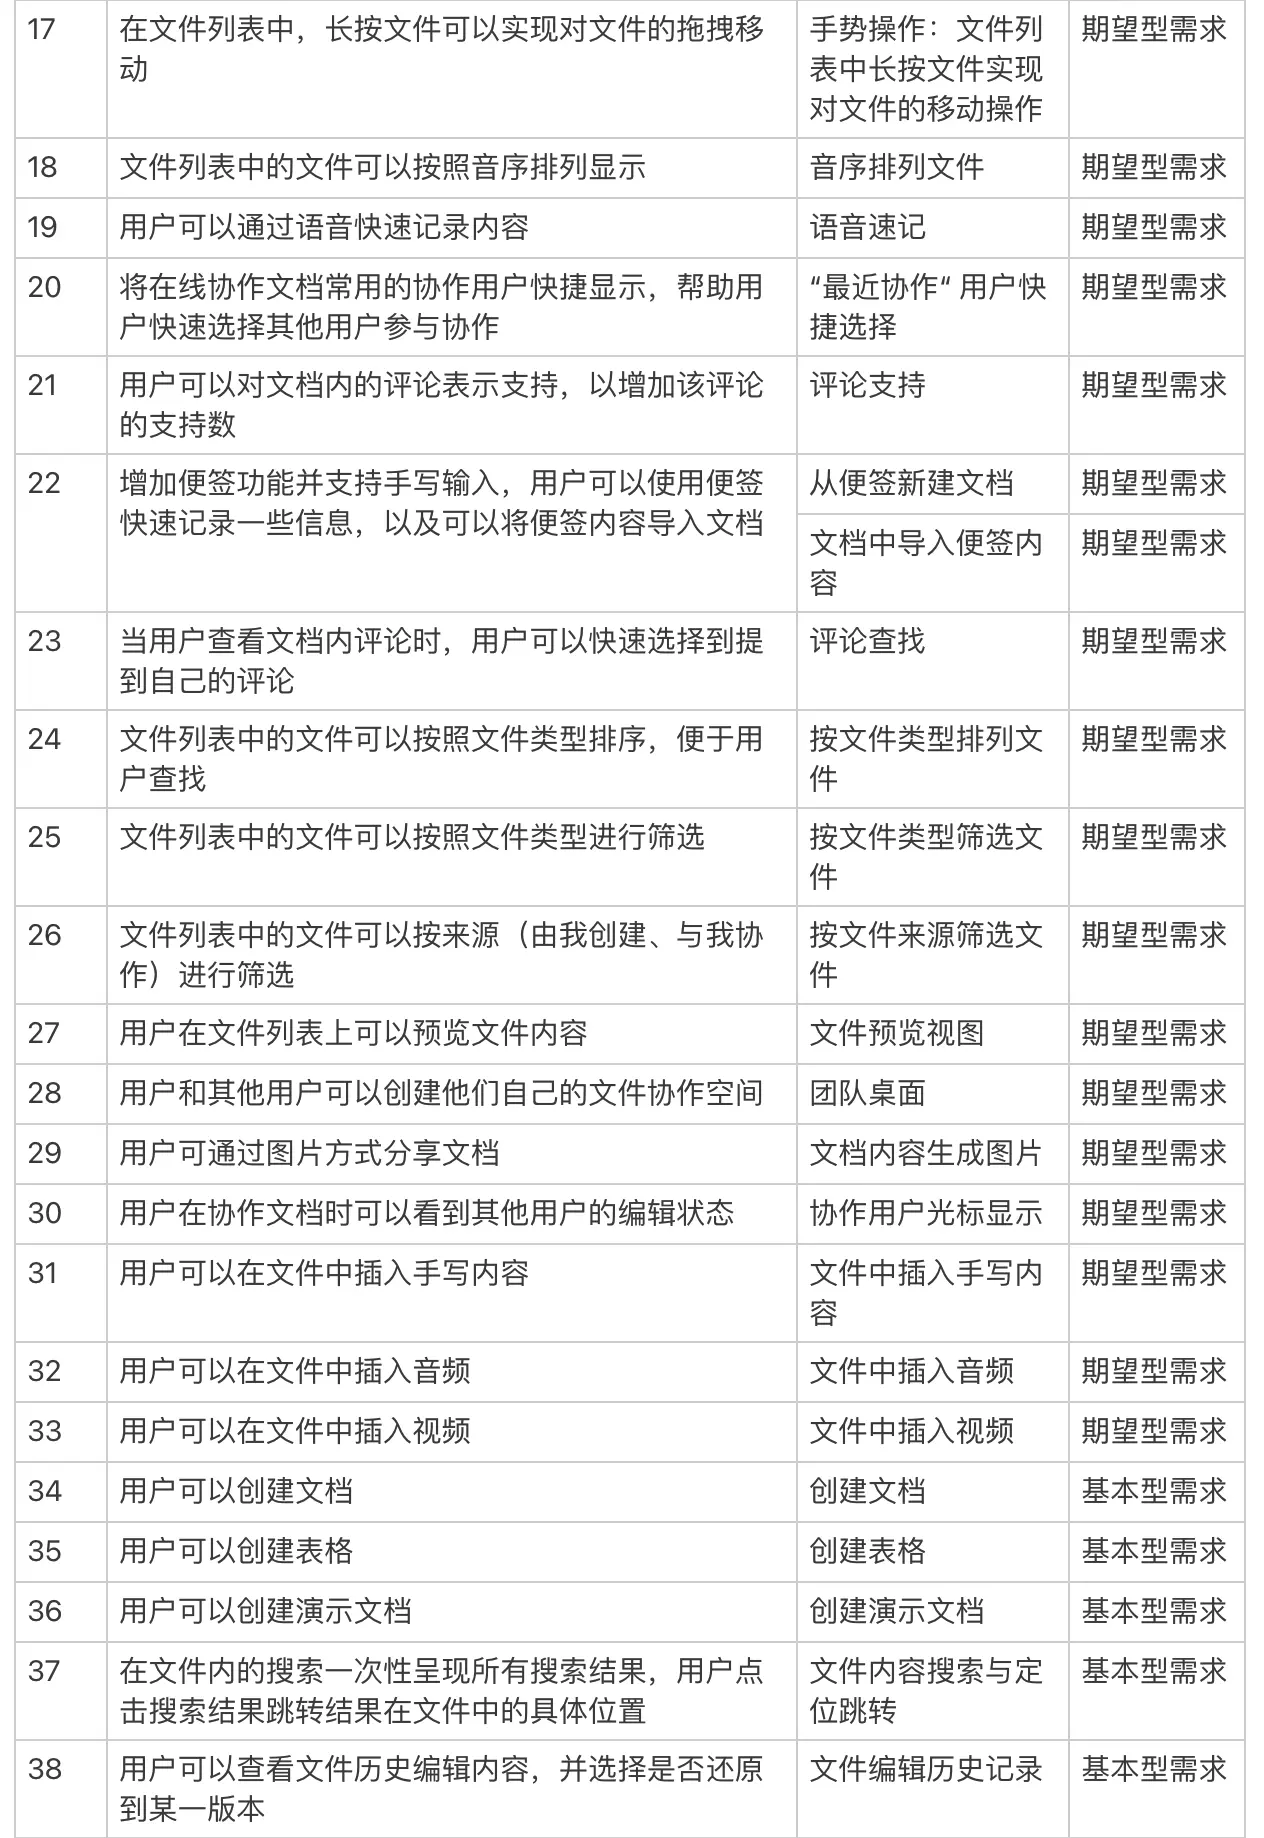 17
在文件列表中，长按文件可以实现对文件的拖拽移
动
手势操作：文件列
表中长按文件实现
对文件的移动操作
期望型需求
18
文件列表中的文件可以按照音序排列显示
音序排列文件
期望型需求
19
用户可以通过语音快速记录内容
语音速记
期望型需求
20
将在线协作文档常用的协作用户快捷显示，帮助用
户快速选择其他用户参与协作
“最近协作“ 用户快
捷选择
期望型需求
21
用户可以对文档内的评论表示支持，以增加该评论
的支持数
评论支持
期望型需求
22
增加便签功能并支持手写输入，用户可以使用便签
快速记录一些信息，以及可以将便签内容导入文档
从便签新建文档
期望型需求
文档中导入便签内
容
期望型需求
23
当用户查看文档内评论时，用户可以快速选择到提
到自己的评论
评论查找
期望型需求
24
文件列表中的文件可以按照文件类型排序，便于用
户查找
按文件类型排列文
件
期望型需求
25
文件列表中的文件可以按照文件类型进行筛选
按文件类型筛选文
件
期望型需求
26
文件列表中的文件可以按来源（由我创建、与我协
作）进行筛选
按文件来源筛选文
件
期望型需求
27
用户在文件列表上可以预览文件内容
文件预览视图
期望型需求
28
用户和其他用户可以创建他们自己的文件协作空间
团队桌面
期望型需求
29
用户可通过图片方式分享文档
文档内容生成图片
期望型需求
30
用户在协作文档时可以看到其他用户的编辑状态
协作用户光标显示
期望型需求
31
用户可以在文件中插入手写内容
文件中插入手写内
容
期望型需求
32
用户可以在文件中插入音频
文件中插入音频
期望型需求
33
用户可以在文件中插入视频
文件中插入视频
期望型需求
34
用户可以创建文档
创建文档
基本型需求
35
用户可以创建表格
创建表格
基本型需求
36
用户可以创建演示文档
创建演示文档
基本型需求
37
在文件内的搜索一次性呈现所有搜索结果，用户点
击搜索结果跳转结果在文件中的具体位置
文件内容搜索与定
位跳转
基本型需求
38
用户可以查看文件历史编辑内容，并选择是否还原
到某一版本
文件编辑历史记录
基本型需求